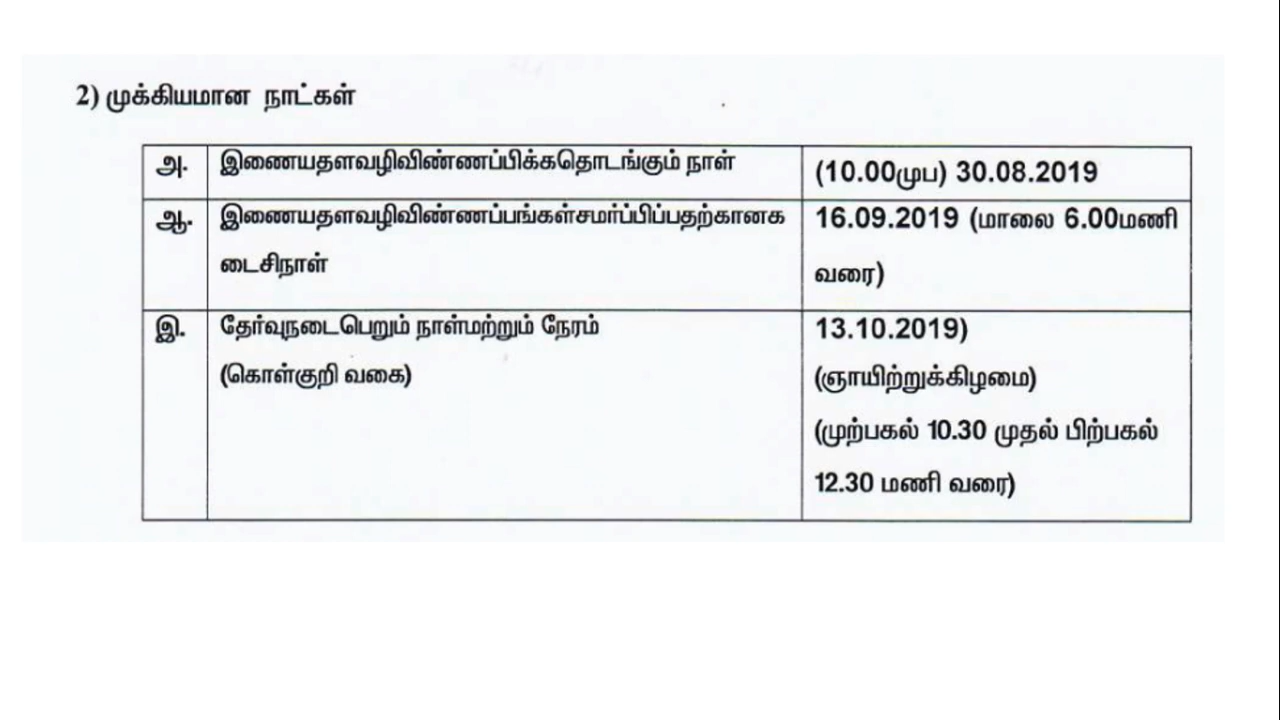 2) முக்கியமான நாட்கள்
அ. இணையதளவழிவிண்ணப்பிக்கதொடங்கும் நாள் (10.00முப) 30.08.2019
ஆ. இணையதளவழிவிண்ணப்பங்கள்சமர்ப்பிப்பதற்கானக 16.09.2019 (மாலை 6.00மணி
டைசிநாள் வரை)
இ. தேர்வுநடைபெறும் நாள்மற்றும் நேரம் 13.10.2019)
(கொள்குறி வகை) (ஞாயிற்றுக்கிழமை)
(முற்பகல் 10.30 முதல் பிற்பகல்
12.30 மணி வரை)